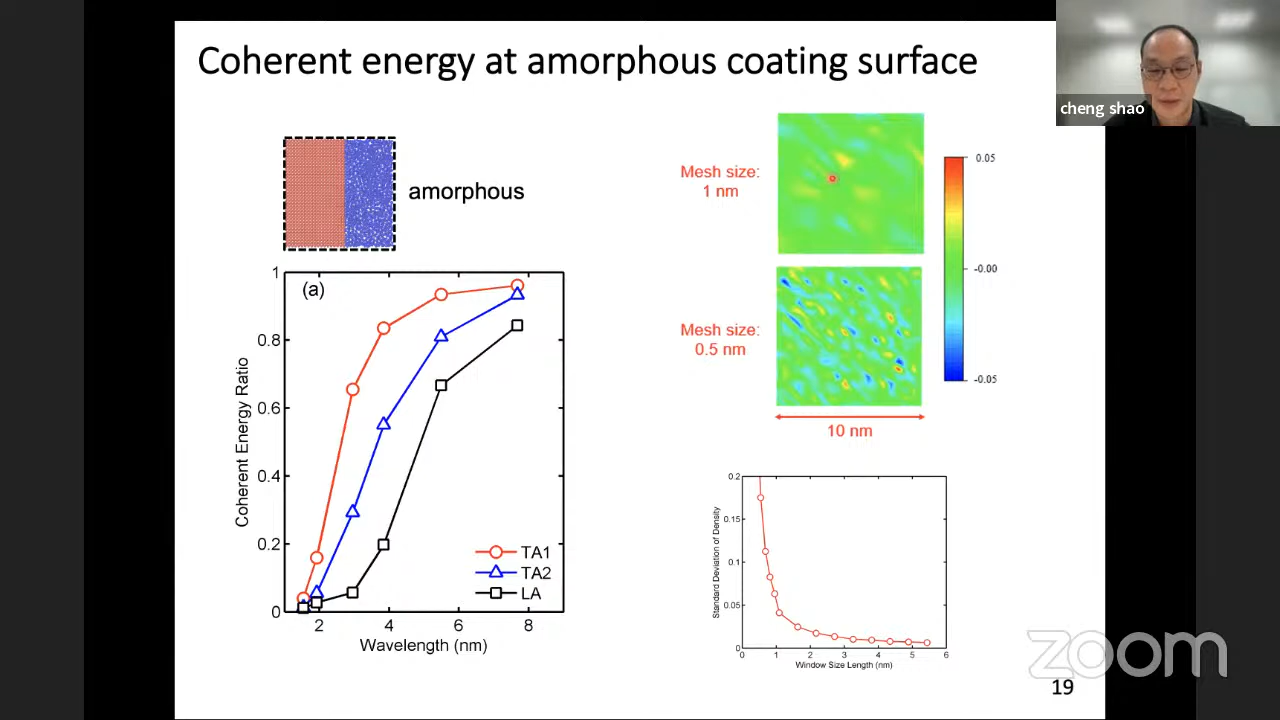 Coherent energy at amorphous coating surface
cheng shao
amorphous
Mesh size:
1 nm
0.05
-0.00
-0.05
Mesh size:
0.5 nm
10 nm
(a)
1
0.8
0.6
0.4
0.2
0
2
4
6
8
Coherent Energy Ratio
Wavelength (nm)
TA1
TA2
LA
0.2
0.15
0.1
0.05
0
0
1
2
3
4
5
6
Standard Deviation of Density
Window Size Length (nm)
zoom
19